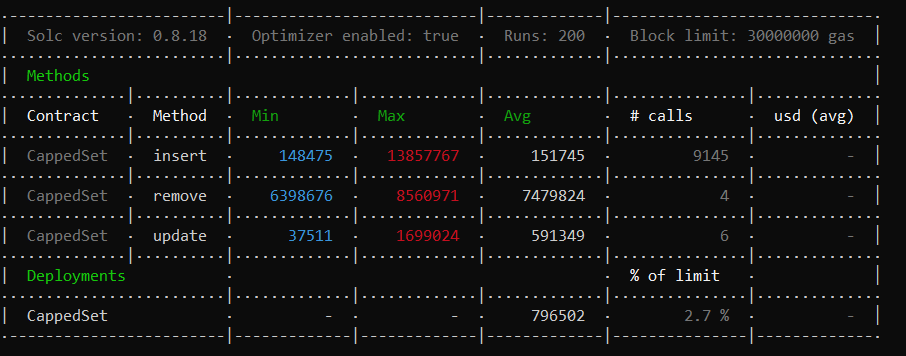 Solc version: 0.8.18 · Optimizer enabled: true · Runs: 200 · Block limit: 30000000 gas
Methods
Contract · Method · Min · Max · Avg · # calls · usd (avg)
CappedSet · insert · 148475 · 13857767 · 151745 · 9145 · -
CappedSet · remove · 6398676 · 8560971 · 7479824 · 4 · -
CappedSet · update · 37511 · 1699024 · 591349 · 6 · -
Deployments · · % of limit ·
CappedSet · - · - · 796502 · 2.7 % · -